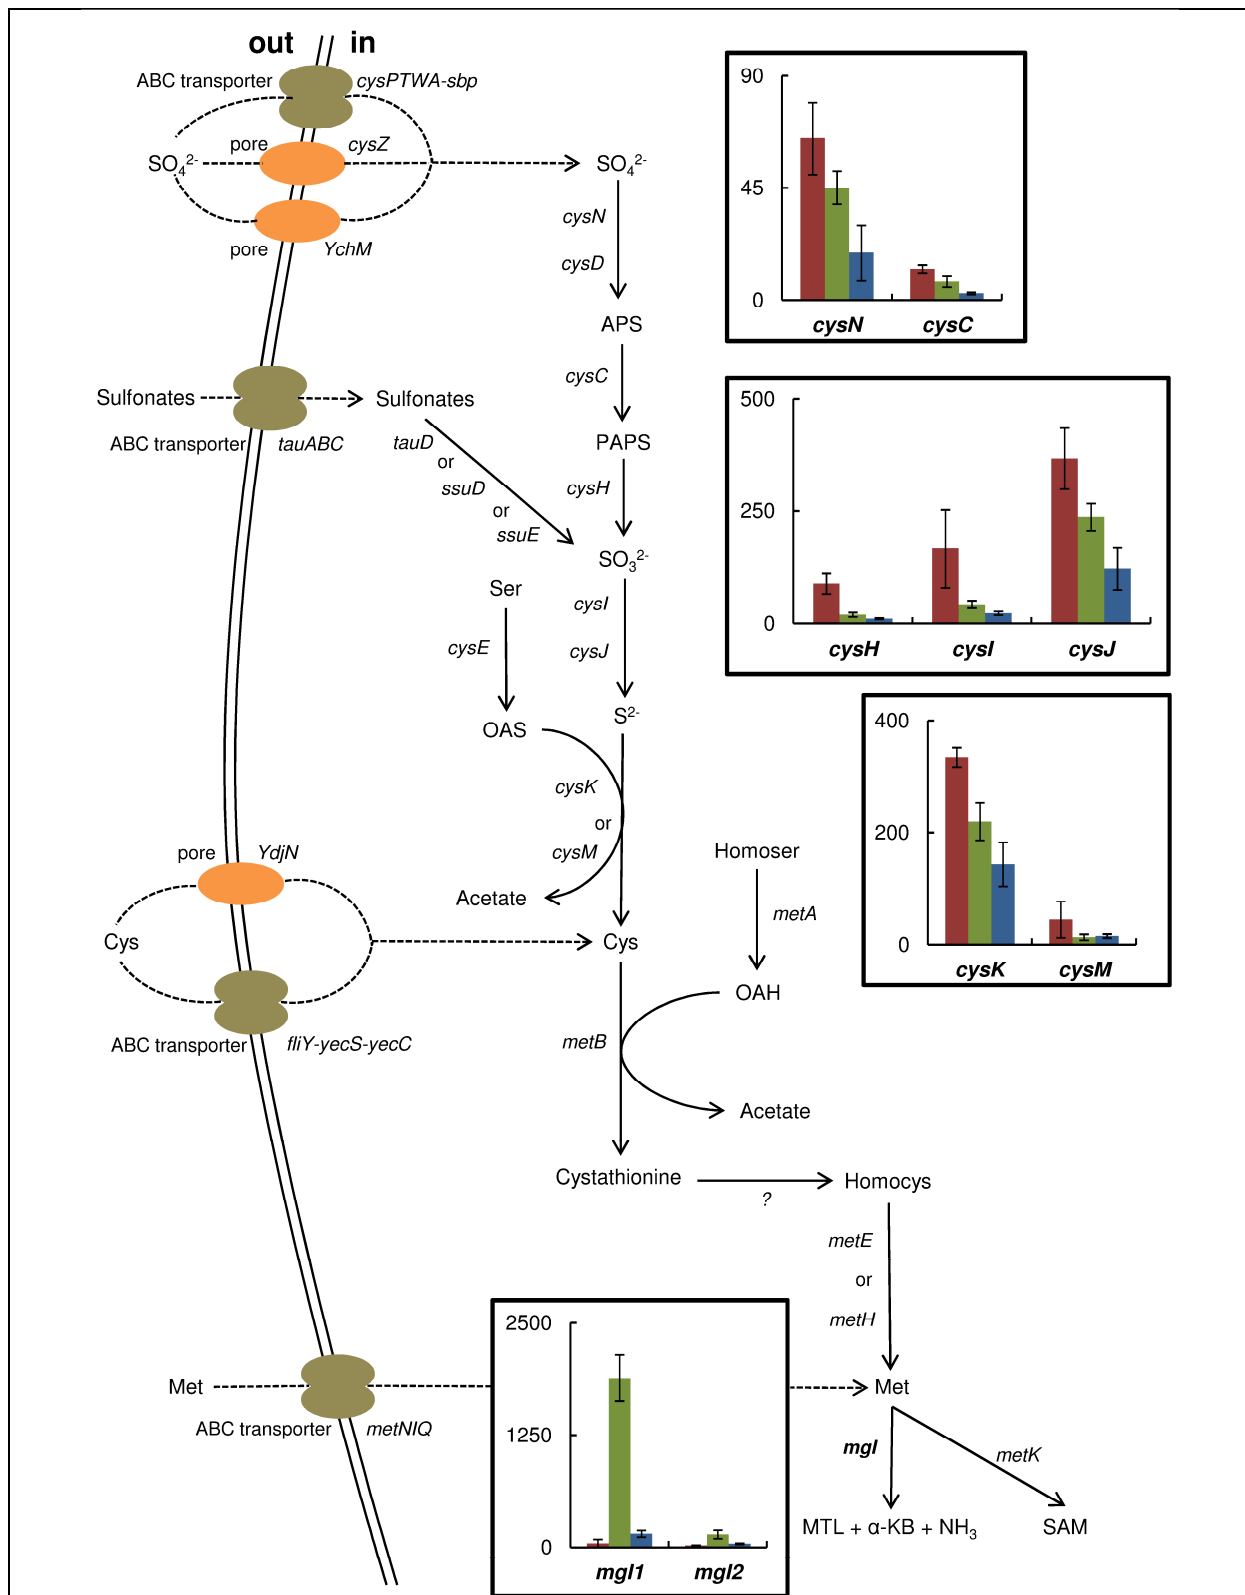 out in
ABC transporter cysPTWA-sbp
pore cysZ
SO₄²⁻ SO₄²⁻
pore YchM
cysN
cysD
APS
cysC
Sulfonates Sulfonates
ABC transporter tauABC
tauD
or
ssuD
or
ssuE
PAPS
cysH
SO₃²⁻
Ser
cysE
OAS
cysI
cysJ
S²⁻
cysK
or
cysM
Acetate
pore YdjN
Cys Cys
ABC transporter fliY-yecS-yecC
Homoser
metA
OAH
metB
Acetate
Cystathionine ? Homocys
metE
or
metH
Met Met
ABC transporter metNIQ
mgl metK
MTL + α-KB + NH₃ SAM
90
45
0
cysN cysC
500
250
0
cysH cysI cysJ
400
200
0
cysK cysM
2500
1250
0
mgl1 mgl2